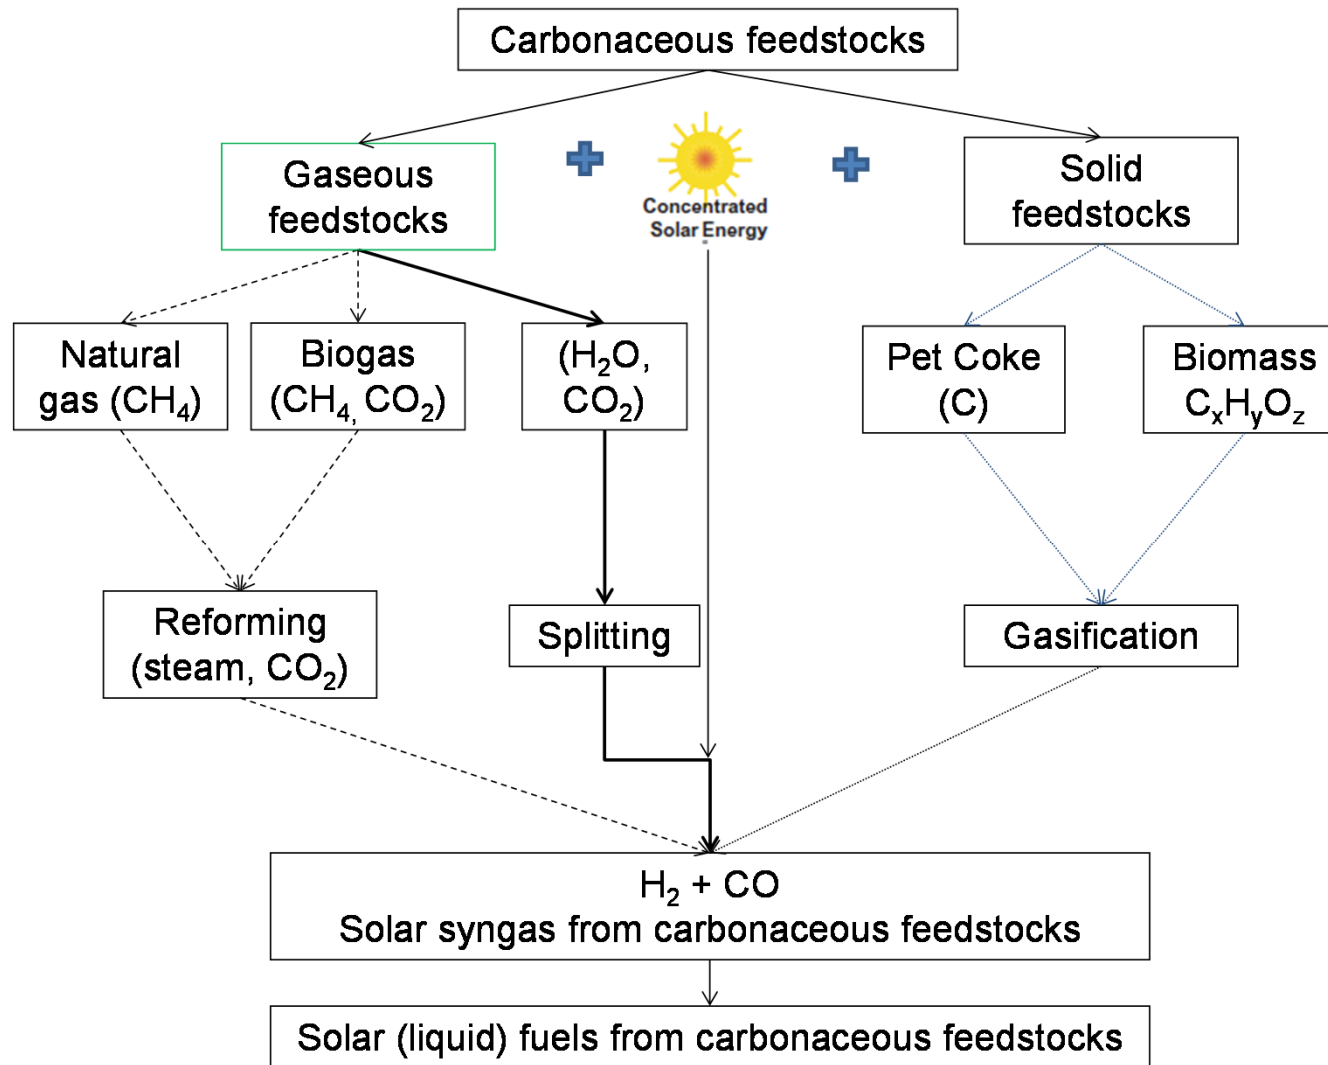 Carbonaceous feedstocks
Gaseous
feedstocks
Concentrated
Solar Energy
Solid
feedstocks
Natural
gas (CH₄)
Biogas
(CH₄, CO₂)
(H₂O,
CO₂)
Pet Coke
(C)
Biomass
CₓHᵧO𝓏
Reforming
(steam, CO₂)
Splitting
Gasification
H₂ + CO
Solar syngas from carbonaceous feedstocks
Solar (liquid) fuels from carbonaceous feedstocks